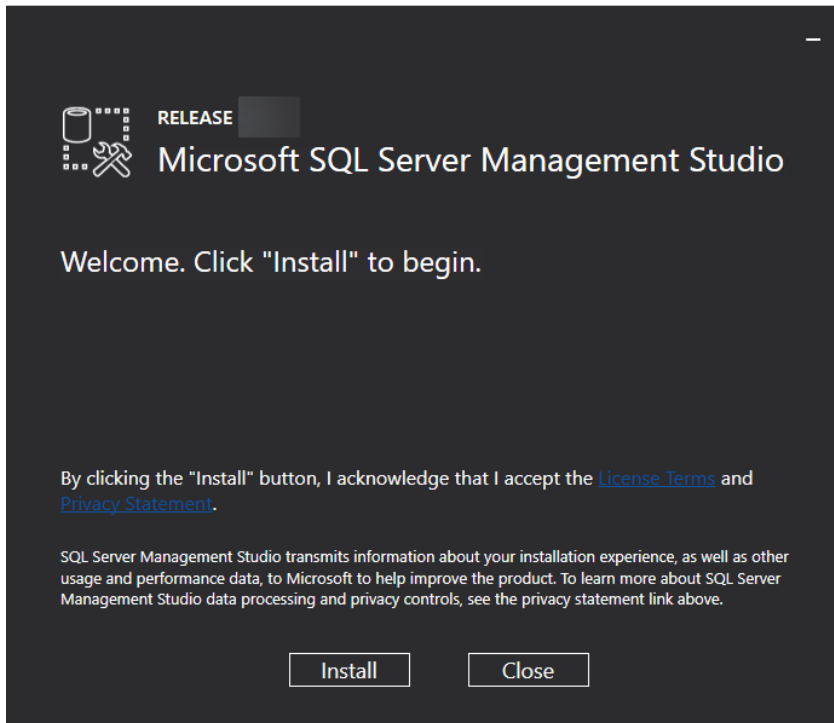 RELEASE
Microsoft SQL Server Management Studio
Welcome. Click "Install" to begin.
By clicking the "Install" button, I acknowledge that I accept the License Terms and
Privacy Statement.
SQL Server Management Studio transmits information about your installation experience, as well as other
usage and performance data, to Microsoft to help improve the product. To learn more about SQL Server
Management Studio data processing and privacy controls, see the privacy statement link above.
Install
Close